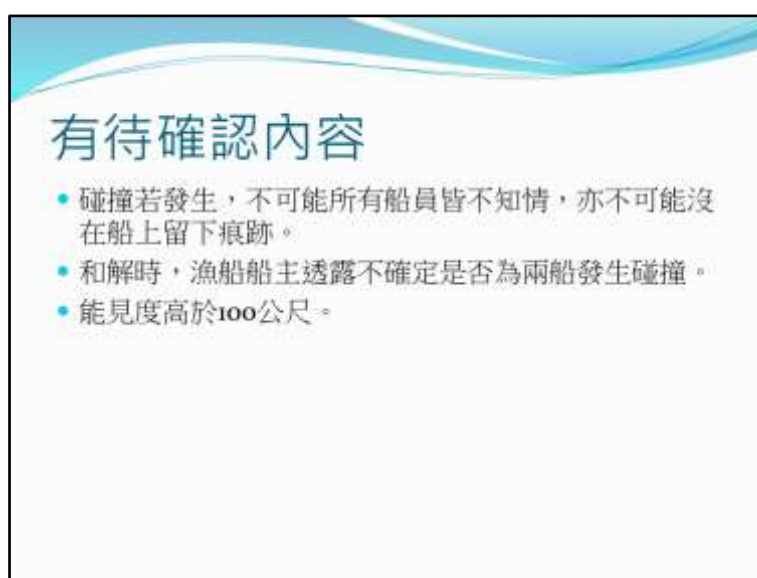 有待確認內容
• 碰撞若發生，不可能所有船員皆不知情，亦不可能沒
在船上留下痕跡。
• 和解時，漁船船主透露不確定是否為兩船發生碰撞。
• 能見度高於100公尺。